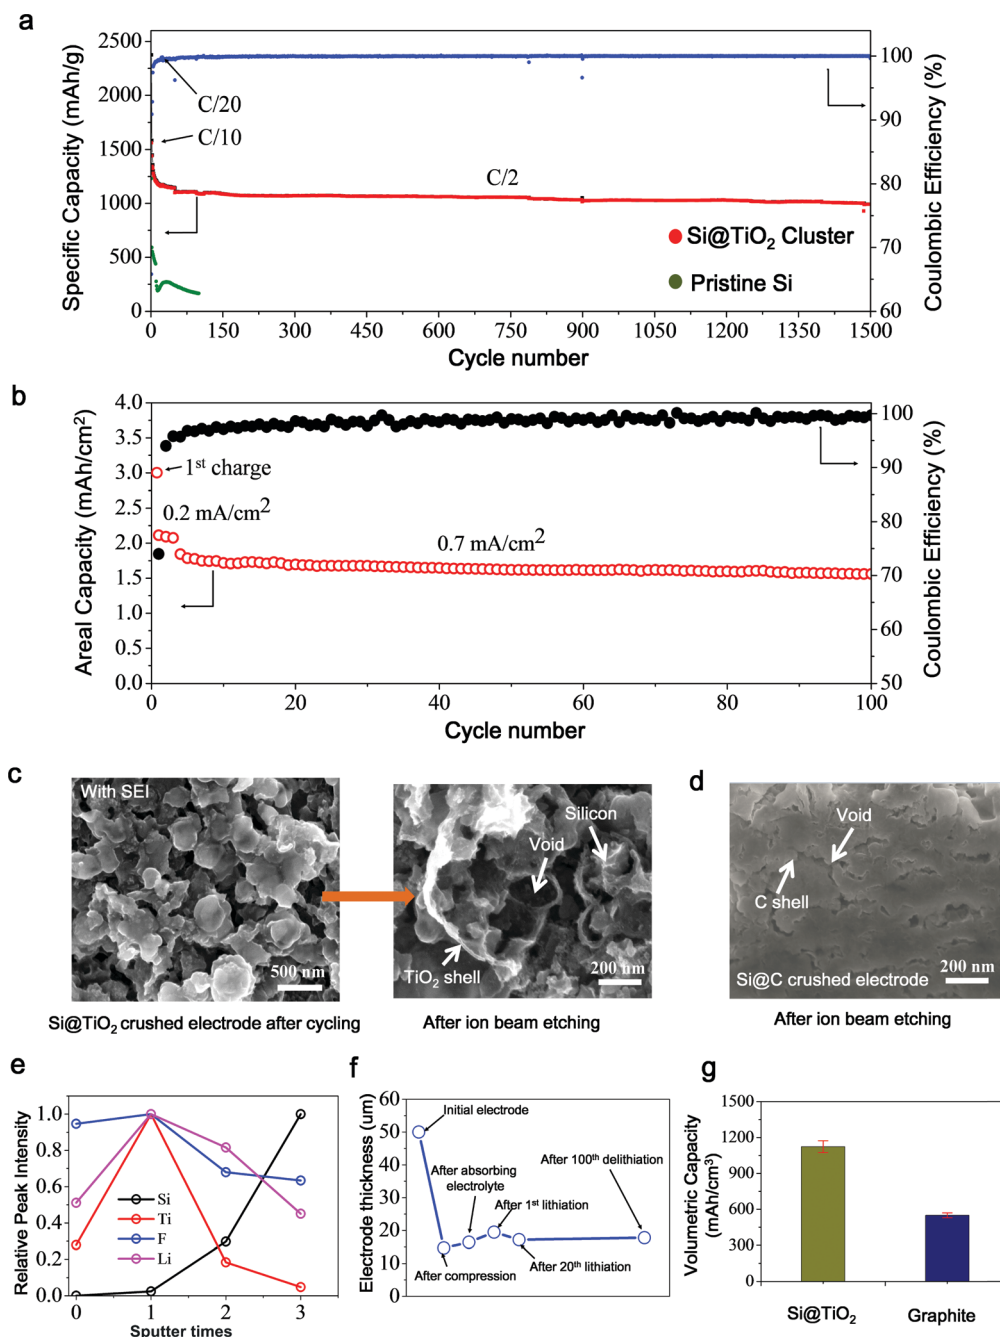 a
2500
2000
1500
1000
500
0
Specific Capacity (mAh/g)
C/20
C/10
C/2
Si@TiO₂ Cluster
Pristine Si
100
90
80
70
60
Coulombic Efficiency (%)
0 150 300 450 600 750 900 1050 1200 1350 1500
Cycle number
b
4.0
3.5
3.0
2.5
2.0
1.5
1.0
0.5
0.0
Areal Capacity (mAh/cm²)
1ˢᵗ charge
0.2 mA/cm²
0.7 mA/cm²
100
90
80
70
60
50
Coulombic Efficiency (%)
0 20 40 60 80 100
Cycle number
c
With SEI
500 nm
Si@TiO₂ crushed electrode after cycling
Silicon
Void
TiO₂ shell
200 nm
After ion beam etching
d
Void
C shell
Si@C crushed electrode
200 nm
After ion beam etching
e
1.0
0.8
0.6
0.4
0.2
0.0
Relative Peak Intensity
Si
Ti
F
Li
0 1 2 3
Sputter times
f
60
50
40
30
20
10
0
Electrode thickness (um)
Initial electrode
After absorbing
electrolyte
After 100ᵗʰ delithiation
After 1ˢᵗ lithiation
After compression
After 20ᵗʰ lithiation
g
1500
1200
900
600
300
0
Volumetric Capacity
(mAh/cm³)
Si@TiO₂ Graphite